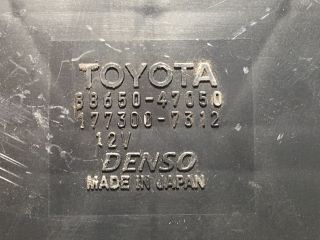 TOYOTA
88650-47050
177300-7312
12V
DENSO
MADE IN JAPAN